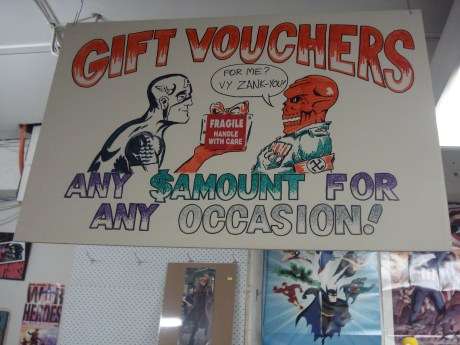 GIFT VOUCHERS
FOR ME?
VY ZANK-YOU!
FRAGILE
HANDLE
WITH CARE
ANY $AMOUNT FOR
ANY OCCASION!
WAR
HEROES